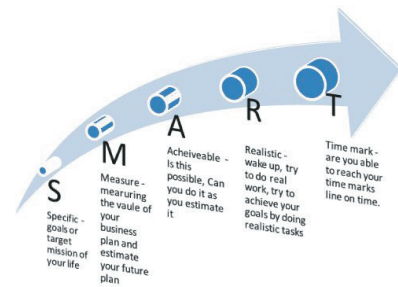 S
Specific -
goals or
target
mission of
your life
M
Measure -
mearuring
the vaule of
your
business
plan and
estimate
your future
plan
A
Acheiveable -
Is this
possible, Can
you do it as
you estimate
it
R
Realistic -
wake up, try
to do real
work, try to
achieve your
goals by doing
realistic tasks
T
Time mark -
are you able
to reach your
time marks
line on time.